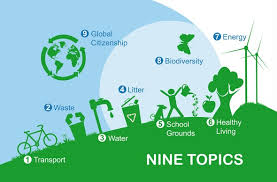 9 Global
Citizenship
7 Energy
8 Biodiversity
4 Litter
2 Waste
3 Water
5 School
Grounds
6 Healthy
Living
1 Transport
NINE TOPICS